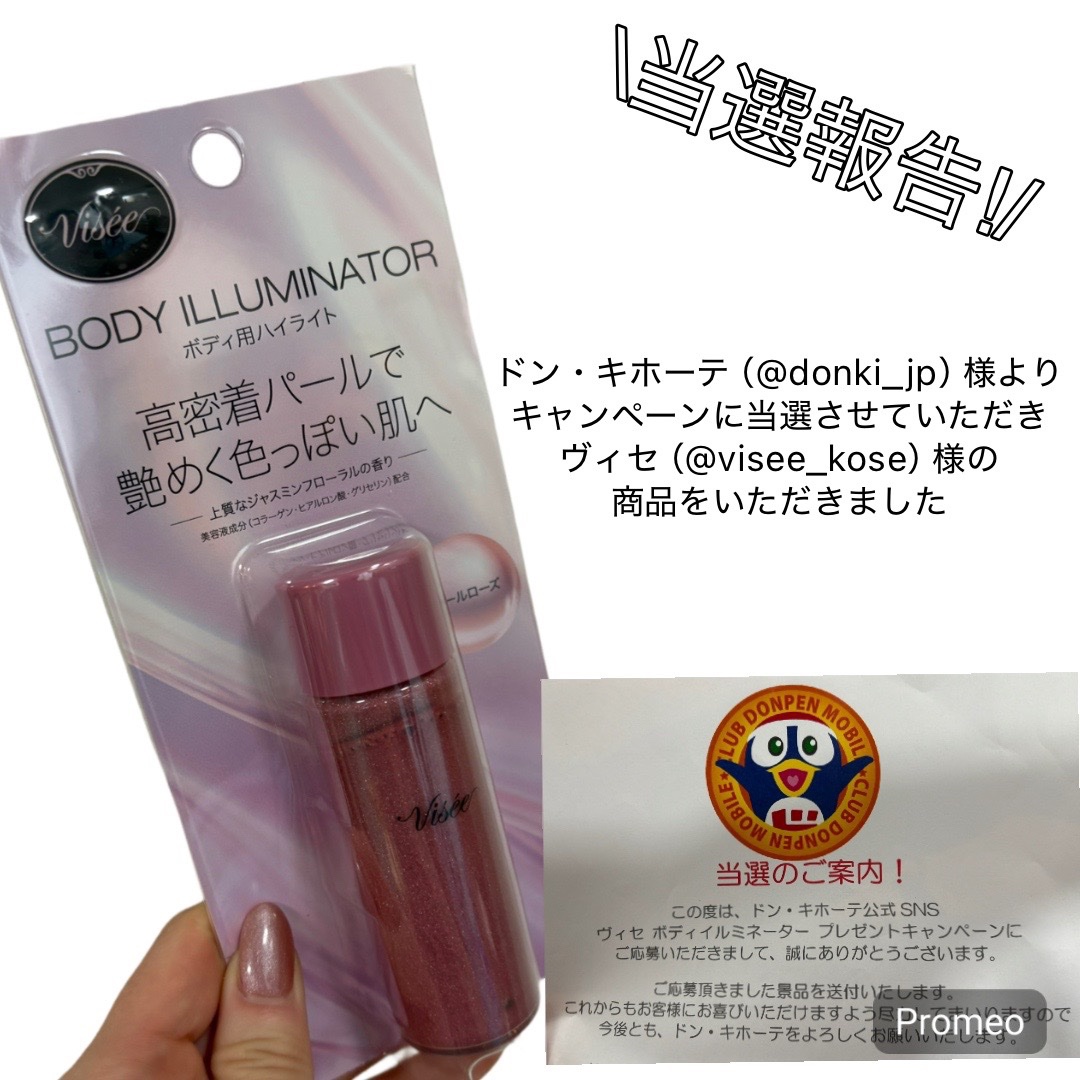 \当選報告!/
Visée
BODY ILLUMINATOR
ボディ用ハイライト
高密着パールで
艶めく色っぽい肌へ
上質なジャスミンフローラルの香り
美容液成分(コラーゲン・ヒアルロン酸・グリセリン)配合
ールローズ
Visée
ドン・キホーテ(@donki_jp)様より
キャンペーンに当選させていただき
ヴィセ(@visee_kose)様の
商品をいただきました
CLUB DONPEN MOBILE★CLUB DONPEN MOBILE★
当選のご案内!
この度は、ドン・キホーテ公式SNS
ヴィセ ボディイルミネーター プレゼントキャンペーンに
ご応募いただきまして、誠にありがとうございます。
ご応募頂きました景品を送付いたします。
これからもお客様にお喜びいただけますよう尽 てまいりますので
今後とも、ドン・キホーテをよろしくお願いいたします。
Promeo